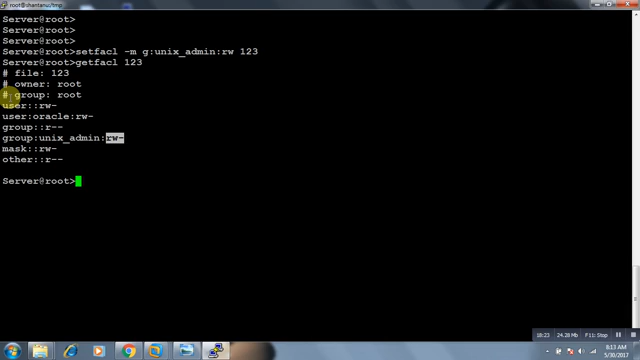 root@shantanu:/tmp
Server@root>
Server@root>
Server@root>
Server@root>setfacl -m g:unix_admin:rw 123
Server@root>getfacl 123
# file: 123
# owner: root
# group: root
user::rw-
user:oracle:rw-
group::r--
group:unix_admin:rw-
mask::rw-
other::r--
Server@root>
18:23 24.28 MB F11: Stop
8:13 AM
5/30/2017